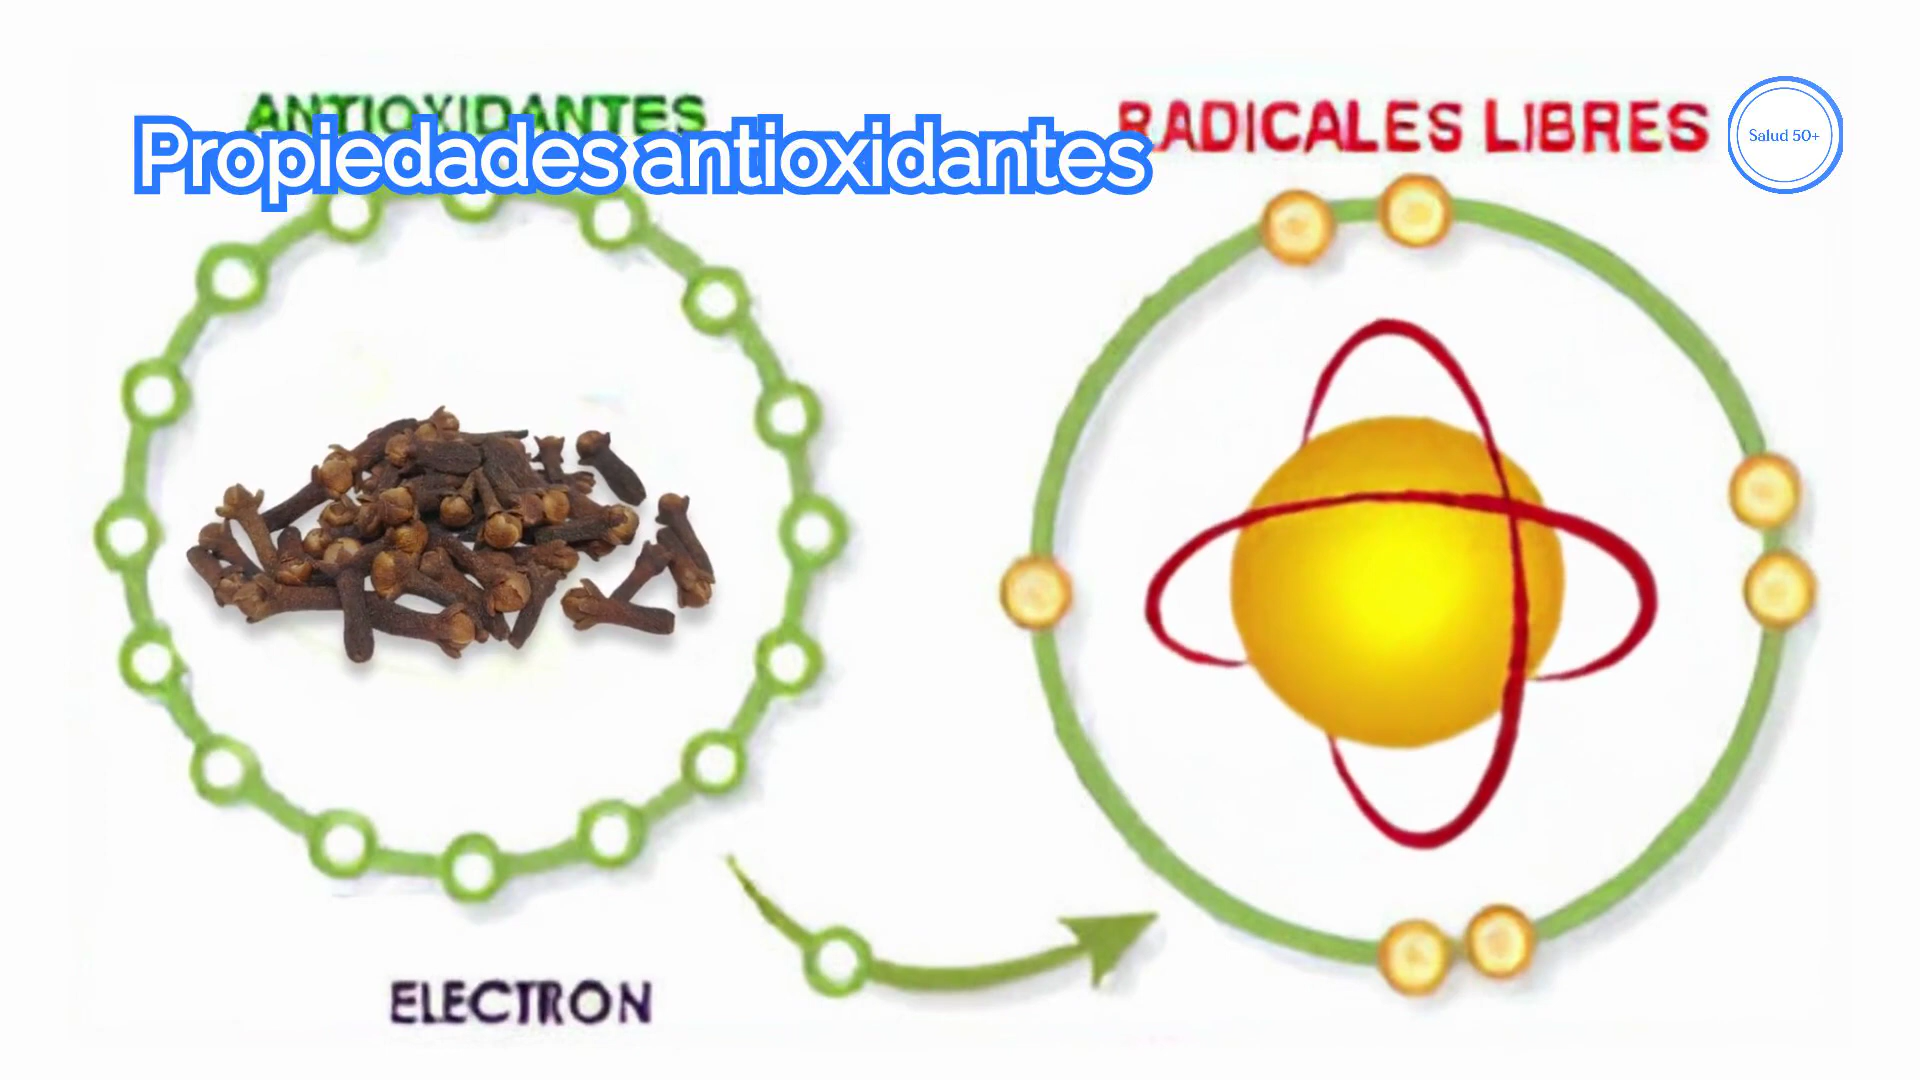 ANTIOXIDANTES
Propiedades antioxidantes
RADICALES LIBRES
Salud 50+
ELECTRON